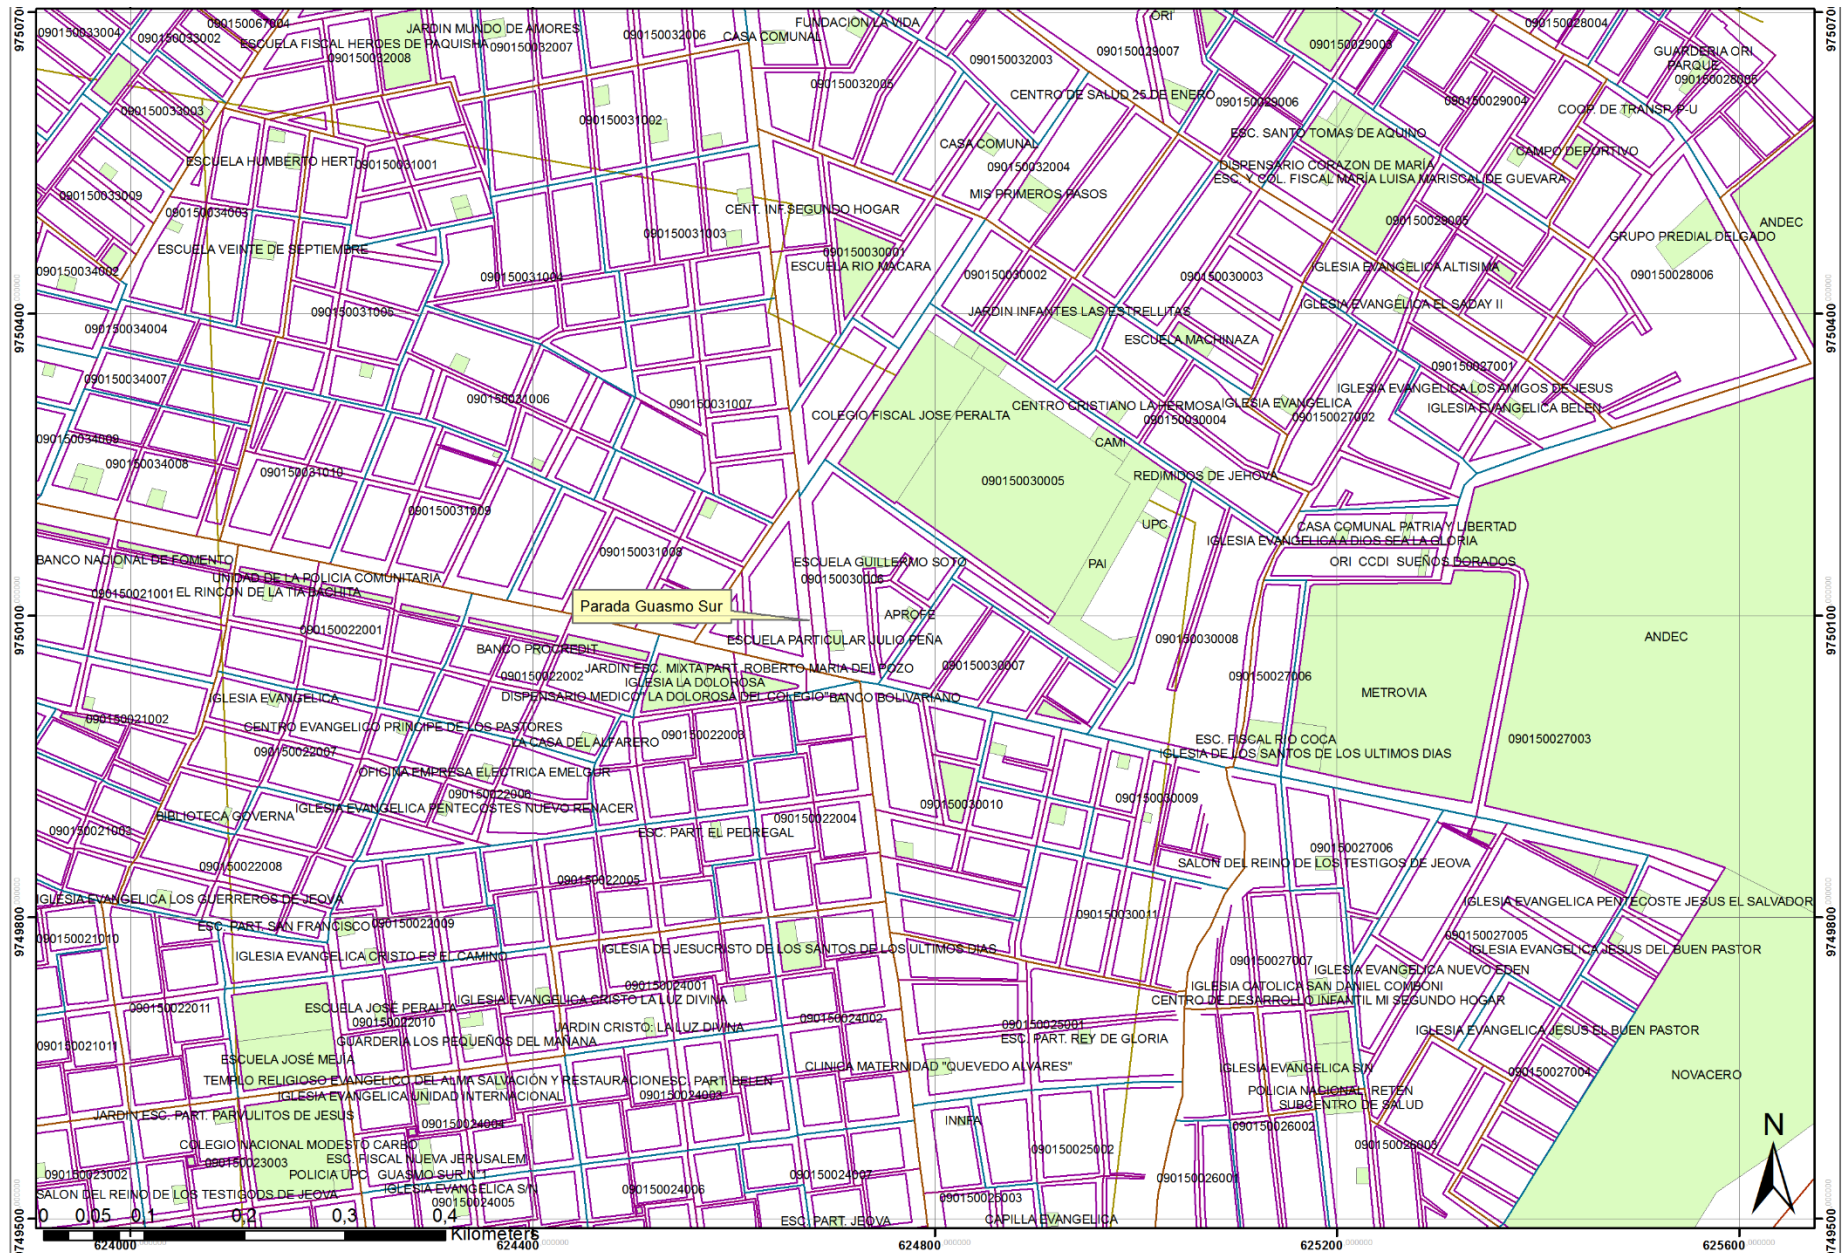 090150067004
JARDIN MUNDO DE AMORES
090150032006
FUNDACION LA VIDA
CASA COMUNAL
ORI
090150029003
090150028004
090150033004
090150033002
ESCUELA FISCAL HEROES DE PAQUISHA
090150032007
090150032008
090150032005
090150032003
090150029007
GUARDERIA ORI
PARQUE
090150028005
090150033003
090150031002
CENTRO DE SALUD 25 DE ENERO
090150029006
090150029004
COOP. DE TRANSP. P-U
ESCUELA HUMBERTO HERT
090150031001
CASA COMUNAL
090150032004
ESC. SANTO TOMAS DE AQUINO
CAMPO DEPORTIVO
DISPENSARIO CORAZON DE MARÍA
ESC. Y COL. FISCAL MARÍA LUISA MARISCAL DE GUEVARA
090150033009
MIS PRIMEROS PASOS
090150034003
CENT. INF.SEGUNDO HOGAR
090150029005
ANDEC
ESCUELA VEINTE DE SEPTIEMBRE
090150031003
090150030001
ESCUELA RIO MACARA
GRUPO PREDIAL DELGADO
090150034002
090150031004
090150030002
090150030003
IGLESIA EVANGELICA ALTISIMA
090150028006
090150031005
JARDIN INFANTES LAS ESTRELLITAS
IGLESIA EVANGELICA EL SADAY II
090150034004
ESCUELA MACHINAZA
090150034007
090150027001
090150031006
090150031007
COLEGIO FISCAL JOSE PERALTA
CENTRO CRISTIANO LA HERMOSA
IGLESIA EVANGELICA
090150030004
090150027002
IGLESIA EVANGELICA LOS AMIGOS DE JESUS
IGLESIA EVANGELICA BELEN
090150034009
CAMI
090150034008
090150031010
090150030005
REDIMIDOS DE JEHOVA
090150031009
UPC
CASA COMUNAL PATRIA Y LIBERTAD
IGLESIA EVANGELICA A DIOS SEA LA GLORIA
BANCO NACIONAL DE FOMENTO
090150031008
ESCUELA GUILLERMO SOTO
PAI
ORI CCDI SUEÑOS DORADOS
UNIDAD DE LA POLICIA COMUNITARIA
090150030006
090150021001
EL RINCON DE LA TIA BACHITA
Parada Guasmo Sur
APROFE
090150022001
ESCUELA PARTICULAR JULIO PEÑA
090150030008
ANDEC
BANCO PROCREDIT
090150022002
JARDIN ESC. MIXTA PART. ROBERTO MARIA DEL POZO
090150030007
IGLESIA LA DOLOROSA
DISPENSARIO MEDICO" LA DOLOROSA DEL COLEGIO"
BANCO BOLIVARIANO
090150027006
METROVIA
IGLESIA EVANGELICA
090150021002
CENTRO EVANGELICO PRINCIPE DE LOS PASTORES
LA CASA DEL ALFARERO
090150022003
ESC. FISCAL RIO COCA
IGLESIA DE LOS SANTOS DE LOS ULTIMOS DIAS
090150027003
090150022007
OFICINA EMPRESA ELECTRICA EMELGUR
090150022006
IGLESIA EVANGELICA PENTECOSTES NUEVO RENACER
090150030010
090150030009
BIBLIOTECA GOVERNA
090150021003
090150022004
ESC. PART. EL PEDREGAL
090150027006
090150022008
090150022005
SALON DEL REINO DE LOS TESTIGOS DE JEOVA
IGLESIA EVANGELICA LOS GUERREROS DE JEOVA
IGLESIA EVANGELICA PENTECOSTE JESUS EL SALVADOR
ESC. PART. SAN FRANCISCO
090150022009
090150030011
090150021010
IGLESIA EVANGELICA CRISTO ES EL CAMINO
IGLESIA DE JESUCRISTO DE LOS SANTOS DE LOS ULTIMOS DIAS
090150027005
IGLESIA EVANGELICA JESUS DEL BUEN PASTOR
090150027007
IGLESIA EVANGELICA NUEVO EDEN
090150024001
IGLESIA CATOLICA SAN DANIEL COMBONI
CENTRO DE DESARROLLO INFANTIL MI SEGUNDO HOGAR
090150022011
ESCUELA JOSÉ PERALTA
IGLESIA EVANGELICA CRISTO LA LUZ DIVINA
090150022010
JARDIN CRISTO: LA LUZ DIVINA
090150024002
090150025001
ESC. PART. REY DE GLORIA
IGLESIA EVANGELICA JESUS EL BUEN PASTOR
090150021011
GUARDERIA LOS PEQUEÑOS DEL MAÑANA
ESCUELA JOSÉ MEJÍA
CLINICA MATERNIDAD "QUEVEDO ALVARES"
IGLESIA EVANGELICA S\N
090150027004
NOVACERO
TEMPLO RELIGIOSO EVANGELICO DEL ALMA SALVACION Y RESTAURACION
ESC. PART. BELEN
IGLESIA EVANGELICA UNIDAD INTERNACIONAL
090150024003
POLICIA NACIONAL RETEN
SUBCENTRO DE SALUD
JARDIN ESC. PART. PARVULITOS DE JESUS
090150024004
INNFA
090150026002
COLEGIO NACIONAL MODESTO CARBO
ESC. FISCAL NUEVA JERUSALEM
090150025002
090150026003
N
090150023002
090150023003
POLICIA UPC GUASMO SUR N°1
090150024007
090150026001
SALON DEL REINO DE LOS TESTIGODS DE JEOVA
IGLESIA EVANGELICA S/N
090150024005
090150024006
090150025003
ESC. PART. JEOVA
CAPILLA EVANGELICA
0 0,05 0,1 0,2 0,3 0,4
Kilometers
624000 624400 624800 625200 625600
9750400
9750100
9749800
9749500